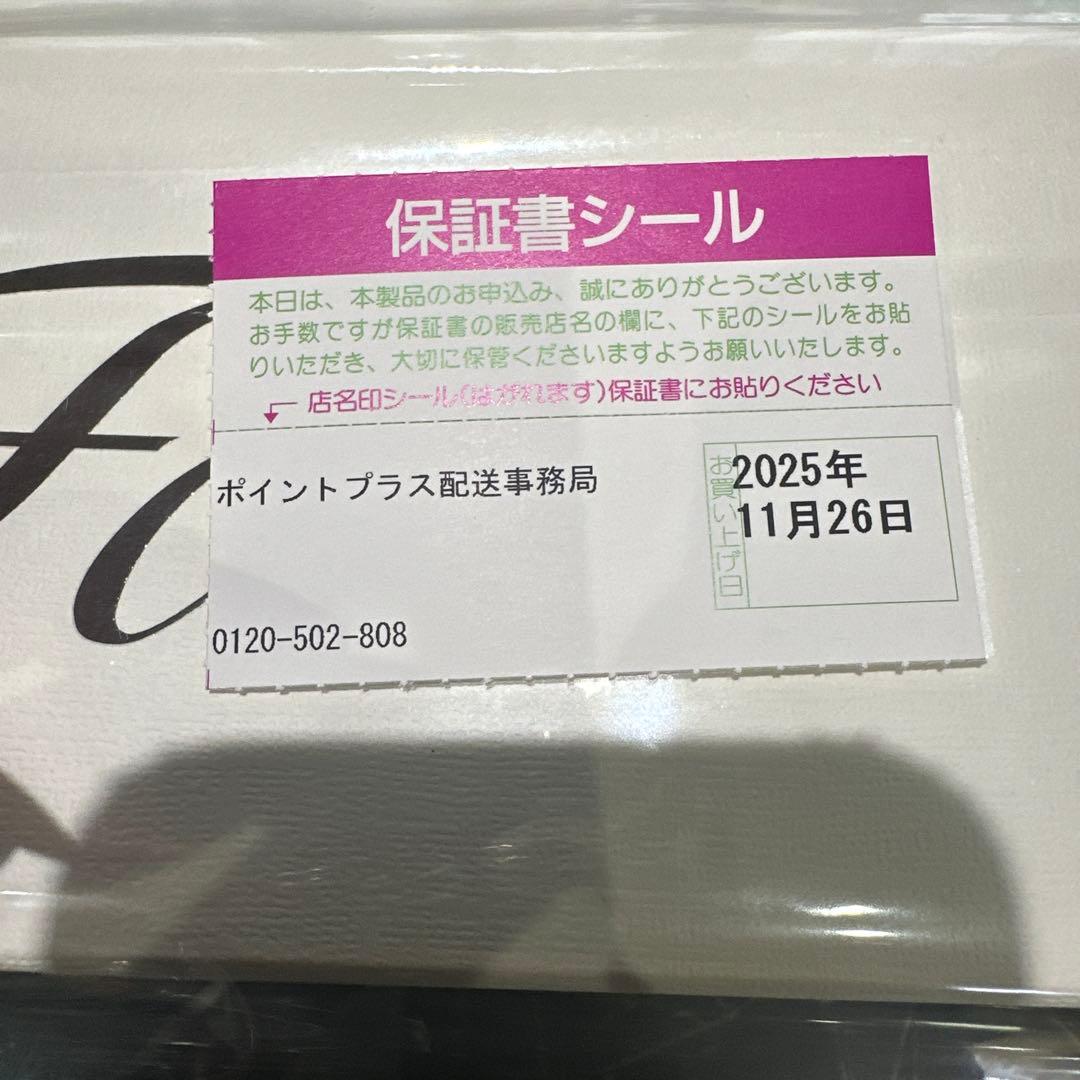 保証書シール
本日は、本製品のお申込み、誠にありがとうございます。
お手数ですが保証書の販売店名の欄に、下記のシールをお貼
りいただき、大切に保管くださいますようお願いいたします。
店名印シール(はがれます)保証書にお貼りください
ポイントプラス配送事務局
お買い上げ日
2025年
11月26日
0120-502-808